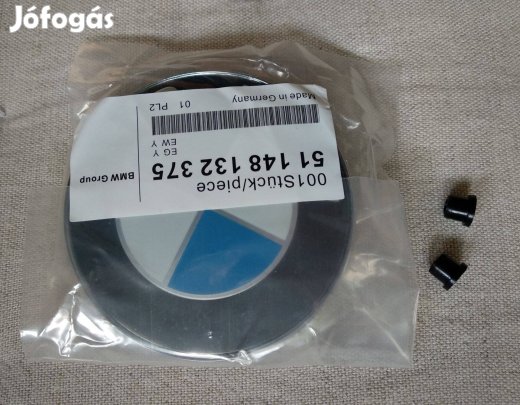 Jófogás
001Stück/piece
51 148 132 375
EG Y
EW Y
BMW Group
Made in Germany
01 PL2